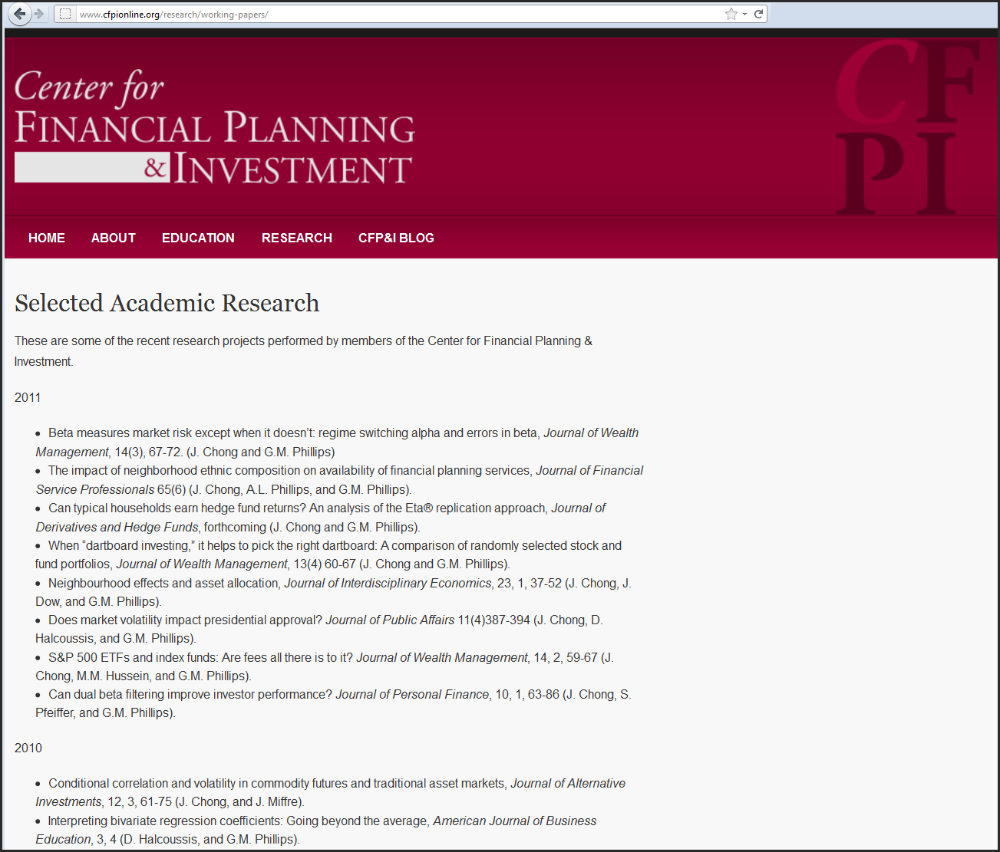 www.cfpionline.org/research/working-papers/
Center for
FINANCIAL PLANNING
& INVESTMENT
CF
PI
HOME ABOUT EDUCATION RESEARCH CFP&I BLOG
Selected Academic Research
These are some of the recent research projects performed by members of the Center for Financial Planning &
Investment.
2011
• Beta measures market risk except when it doesn’t: regime switching alpha and errors in beta, Journal of Wealth
Management, 14(3), 67-72. (J. Chong and G.M. Phillips)
• The impact of neighborhood ethnic composition on availability of financial planning services, Journal of Financial
Service Professionals 65(6) (J. Chong, A.L. Phillips, and G.M. Phillips).
• Can typical households earn hedge fund returns? An analysis of the Eta® replication approach, Journal of
Derivatives and Hedge Funds, forthcoming (J. Chong and G.M. Phillips).
• When “dartboard investing,” it helps to pick the right dartboard: A comparison of randomly selected stock and
fund portfolios, Journal of Wealth Management, 13(4) 60-67 (J. Chong and G.M. Phillips).
• Neighbourhood effects and asset allocation, Journal of Interdisciplinary Economics, 23, 1, 37-52 (J. Chong, J.
Dow, and G.M. Phillips).
• Does market volatility impact presidential approval? Journal of Public Affairs 11(4)387-394 (J. Chong, D.
Halcoussis, and G.M. Phillips).
• S&P 500 ETFs and index funds: Are fees all there is to it? Journal of Wealth Management, 14, 2, 59-67 (J.
Chong, M.M. Hussein, and G.M. Phillips).
• Can dual beta filtering improve investor performance? Journal of Personal Finance, 10, 1, 63-86 (J. Chong, S.
Pfeiffer, and G.M. Phillips).
2010
• Conditional correlation and volatility in commodity futures and traditional asset markets, Journal of Alternative
Investments, 12, 3, 61-75 (J. Chong, and J. Miffre).
• Interpreting bivariate regression coefficients: Going beyond the average, American Journal of Business
Education, 3, 4 (D. Halcoussis, and G.M. Phillips).